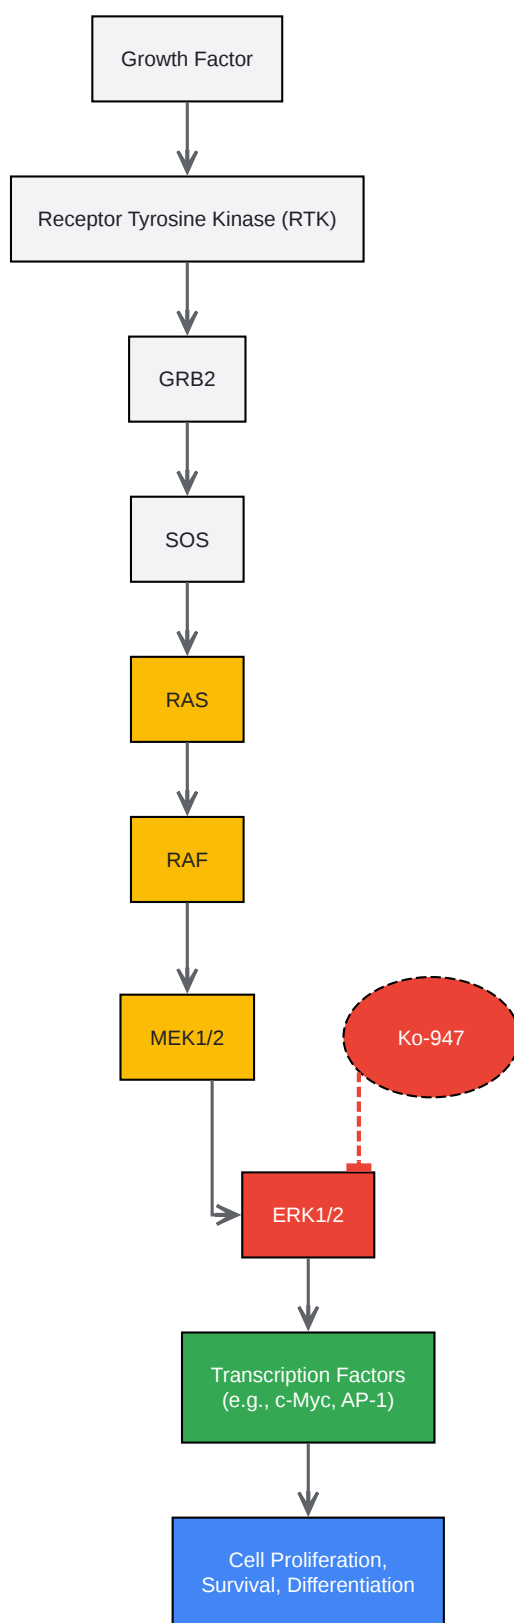 Growth Factor
Receptor Tyrosine Kinase (RTK)
GRB2
SOS
RAS
RAF
MEK1/2
Ko-947
ERK1/2
Transcription Factors
(e.g., c-Myc, AP-1)
Cell Proliferation,
Survival, Differentiation